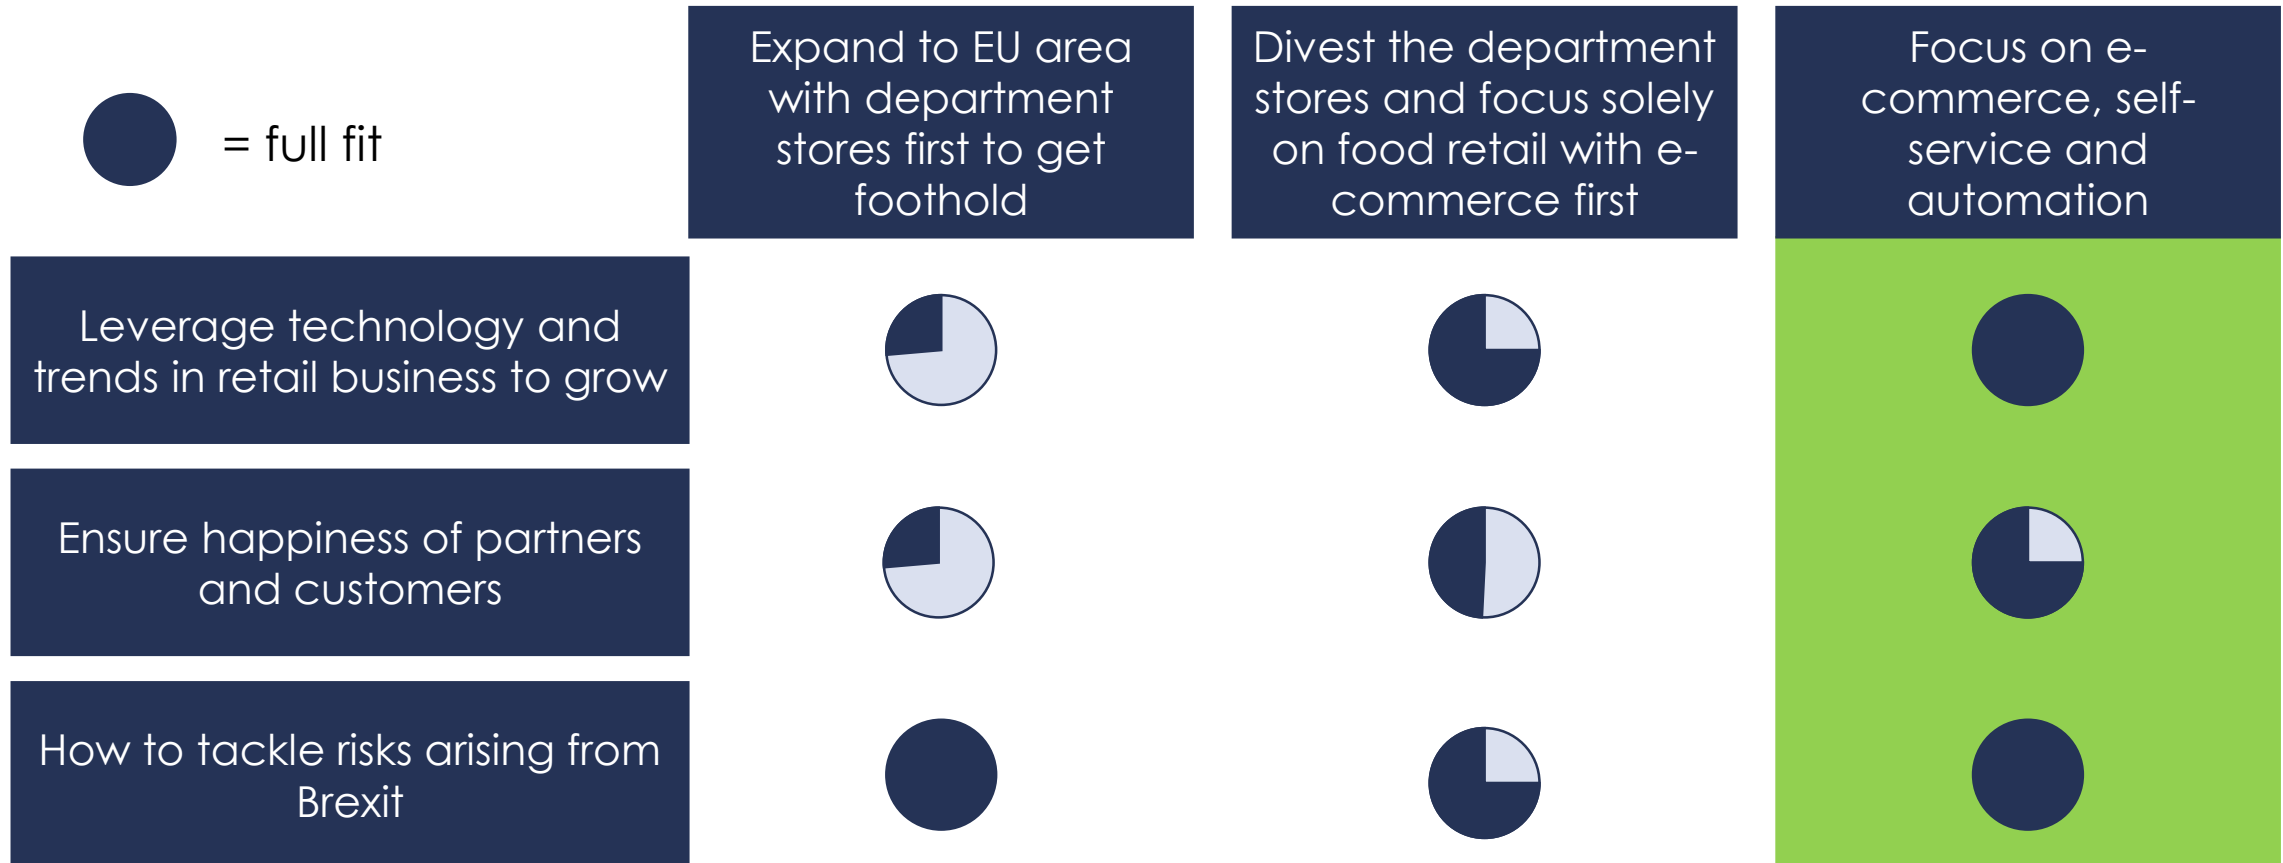 = full fit
Expand to EU area
with department
stores first to get
foothold
Divest the department
stores and focus solely
on food retail with e-
commerce first
Focus on e-
commerce, self-
service and
automation
Leverage technology and
trends in retail business to grow
Ensure happiness of partners
and customers
How to tackle risks arising from
Brexit